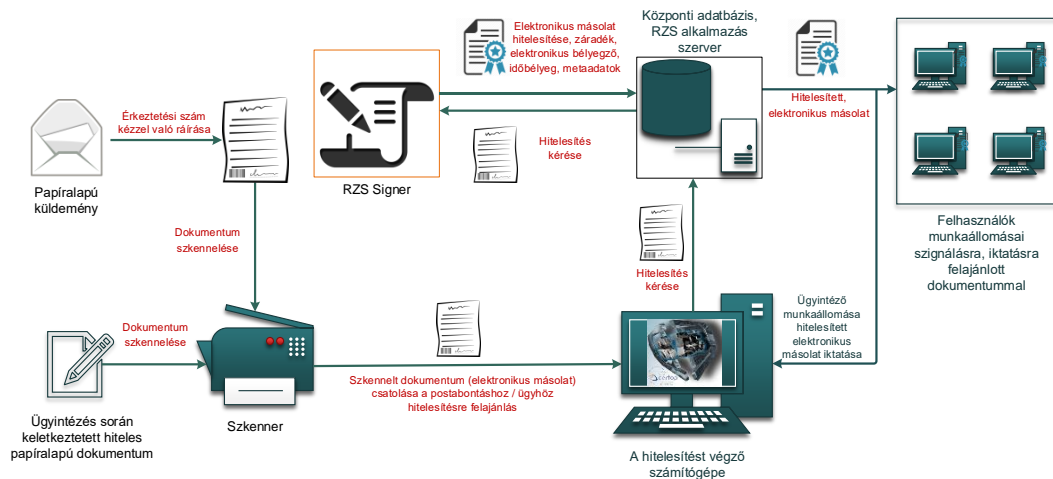 Elektronikus másolat
hitelesítése, záradék,
elektronikus bélyegző,
időbélyeg, metaadatok
Központi adatbázis,
RZS alkalmazás
szerver
Érkeztetési szám
kézzel való ráírása
Papíralapú
küldemény
RZS Signer
Hitelesítés
kérése
Hitelesített,
elektronikus másolat
Felhasználók
munkaállomásai
szignálásra, iktatásra
felajánlott
dokumentummal
Dokumentum
szkennelése
Hitelesítés
kérése
Dokumentum
szkennelése
Ügyintéző
munkaállomása
hitelesített
elektronikus
másolat iktatása
Szkennelt dokumentum (elektronikus másolat)
csatolása a postabontáshoz / ügyhöz
hitelesítésre felajánlás
Ügyintézés során
keletkeztetett hiteles
papíralapú dokumentum
Szkenner
A hitelesítést végző
számítógépe